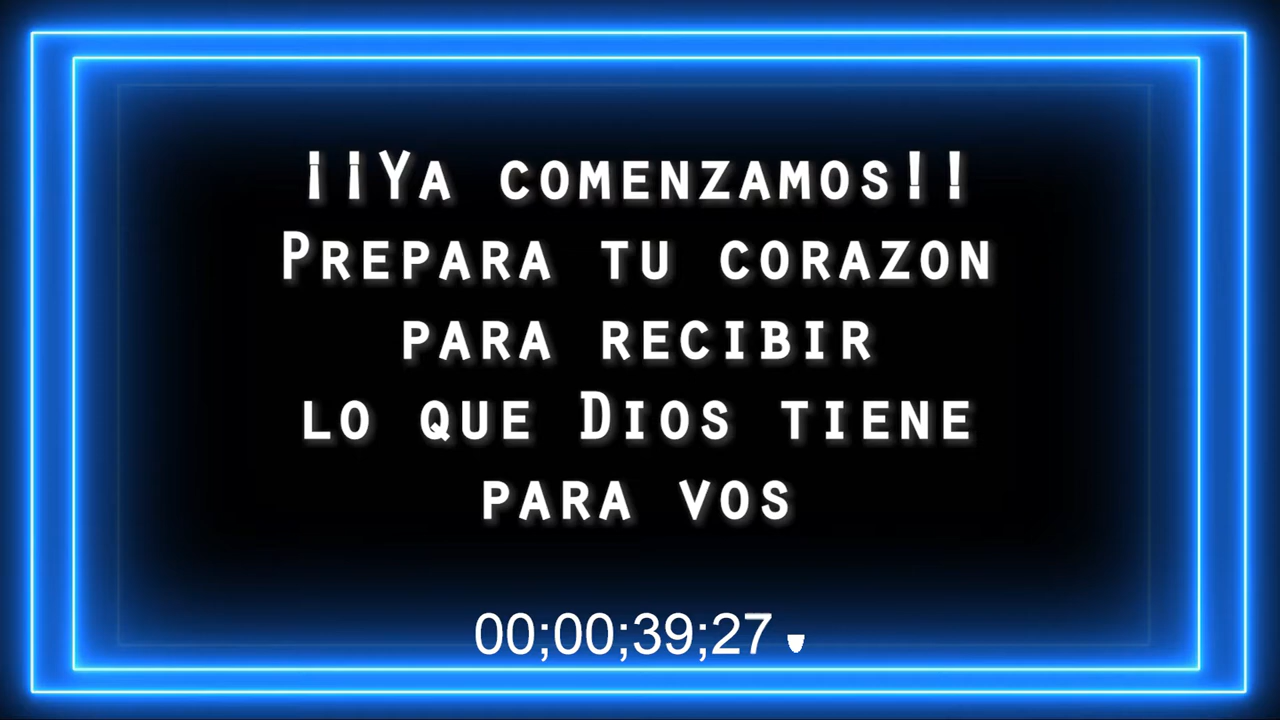 ¡¡Ya comenzamos!!
Prepara tu corazon
para recibir
lo que Dios tiene
para vos
00;00;39;27